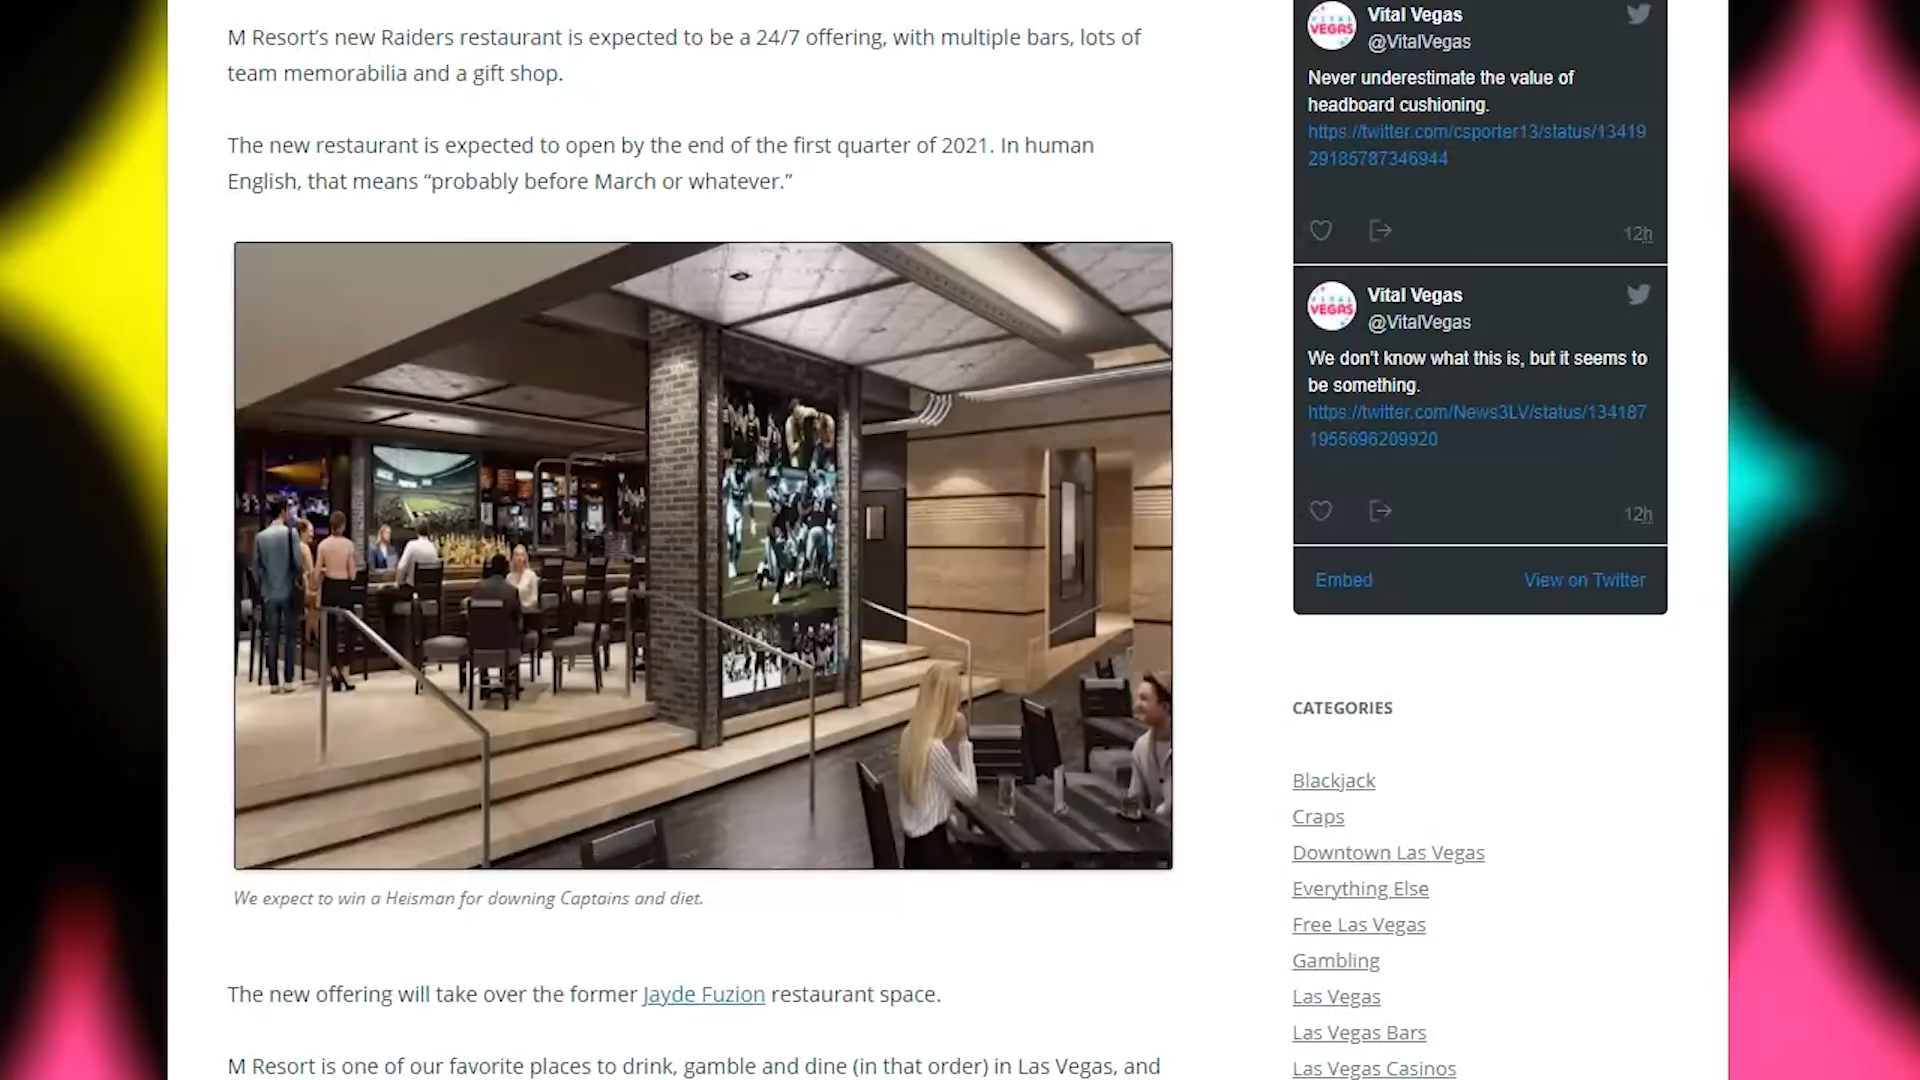 M Resort’s new Raiders restaurant is expected to be a 24/7 offering, with multiple bars, lots of
team memorabilia and a gift shop.
The new restaurant is expected to open by the end of the first quarter of 2021. In human
English, that means “probably before March or whatever.”
We expect to win a Heisman for downing Captains and diet.
The new offering will take over the former Jayde Fuzion restaurant space.
M Resort is one of our favorite places to drink, gamble and dine (in that order) in Las Vegas, and
VITAL
VEGAS
Vital Vegas
@VitalVegas
Never underestimate the value of
headboard cushioning.
https://twitter.com/csporter13/status/13419
29185787346944
12h
VITAL
VEGAS
Vital Vegas
@VitalVegas
We don’t know what this is, but it seems to
be something.
https://twitter.com/News3LV/status/134187
1955696209920
12h
Embed
View on Twitter
CATEGORIES
Blackjack
Craps
Downtown Las Vegas
Everything Else
Free Las Vegas
Gambling
Las Vegas
Las Vegas Bars
Las Vegas Casinos